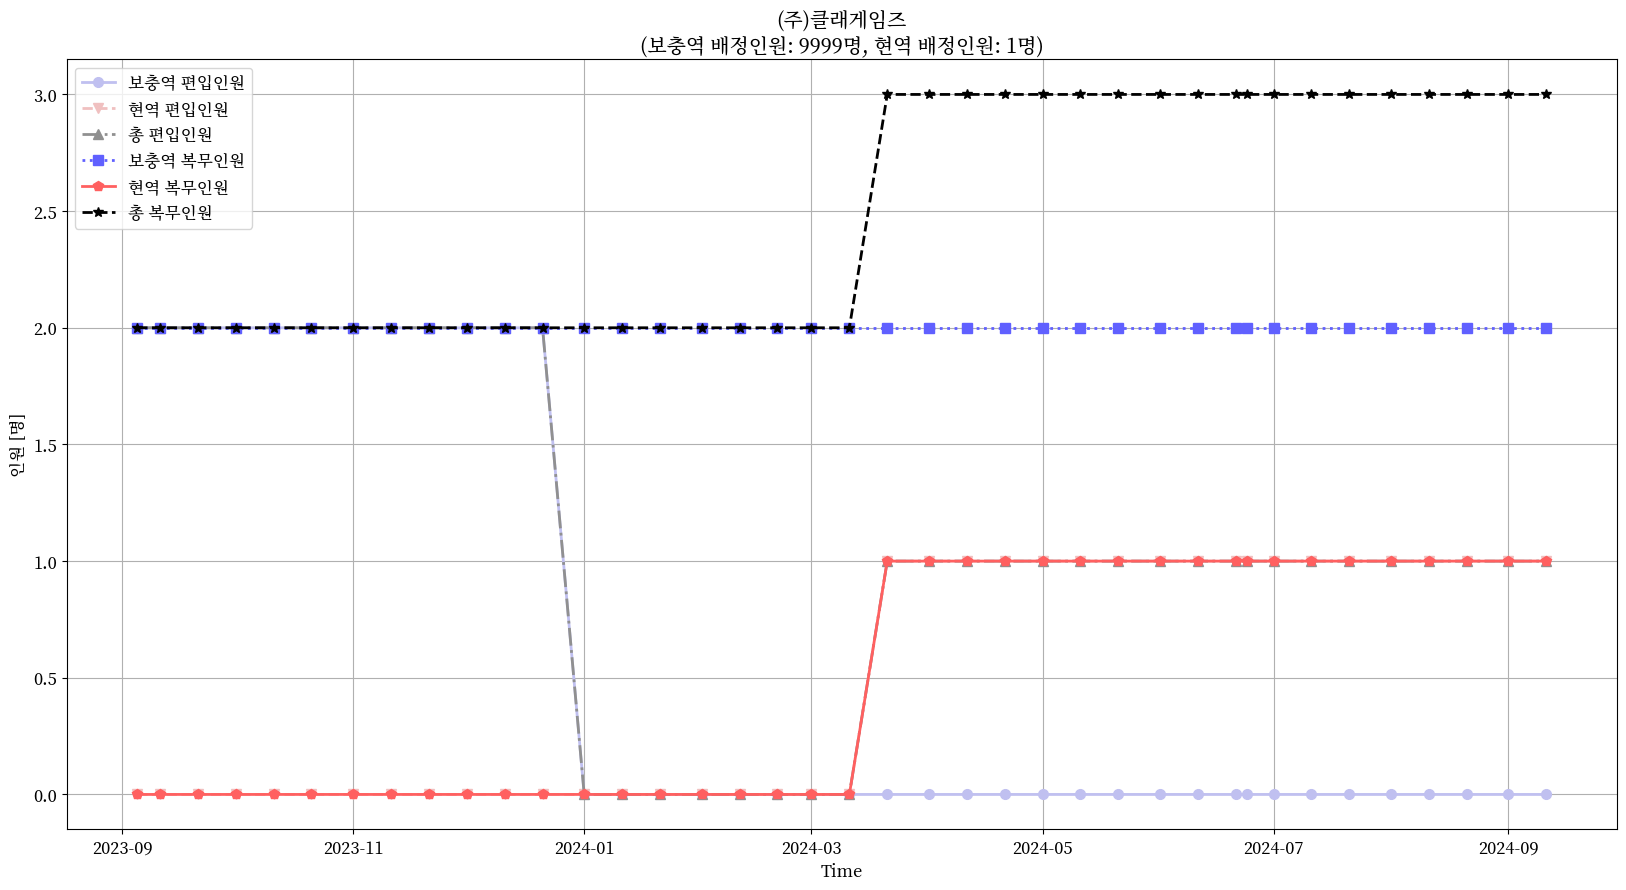 (주)클래게임즈
(보충역 배정인원: 9999명, 현역 배정인원: 1명)
보충역 편입인원
현역 편입인원
총 편입인원
보충역 복무인원
현역 복무인원
총 복무인원
3.0
2.5
2.0
1.5
1.0
0.5
0.0
인원 [명]
2023-09
2023-11
2024-01
2024-03
2024-05
2024-07
2024-09
Time